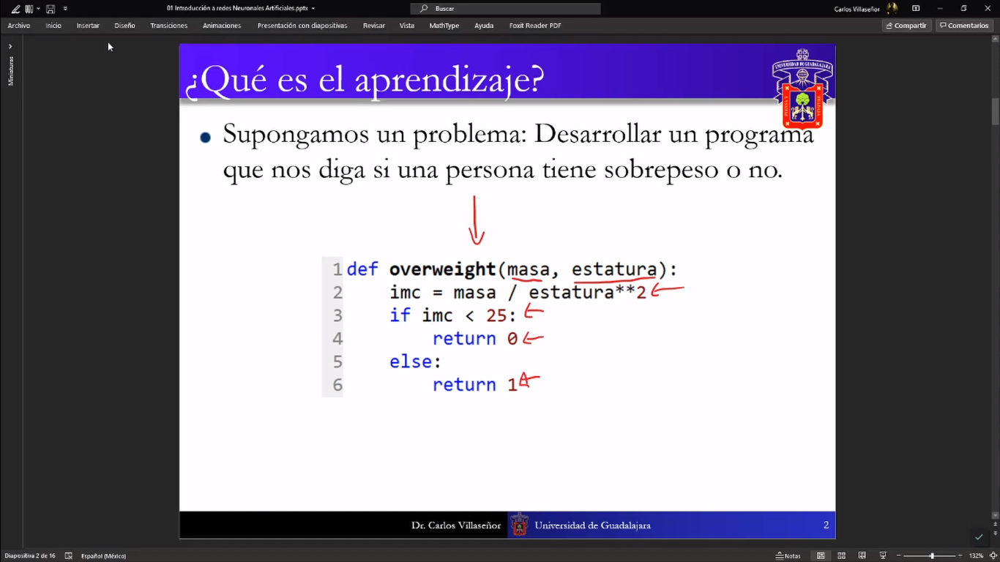 01 Introducción a redes Neuronales Artificiales.pptx
Buscar
Carlos Villaseñor
Archivo Inicio Insertar Diseño Transiciones Animaciones Presentación con diapositivas Revisar Vista MathType Ayuda Foxit Reader PDF Compartir Comentarios
Miniaturas
¿Qué es el aprendizaje?
UNIVERSIDAD DE GUADALAJARA
Supongamos un problema: Desarrollar un programa
que nos diga si una persona tiene sobrepeso o no.
1 def overweight(masa, estatura):
2 imc = masa / estatura**2
3 if imc < 25:
4 return 0
5 else:
6 return 1
Dr. Carlos Villaseñor Universidad de Guadalajara 2
Diapositiva 2 de 16 Español (México) Notas 132%